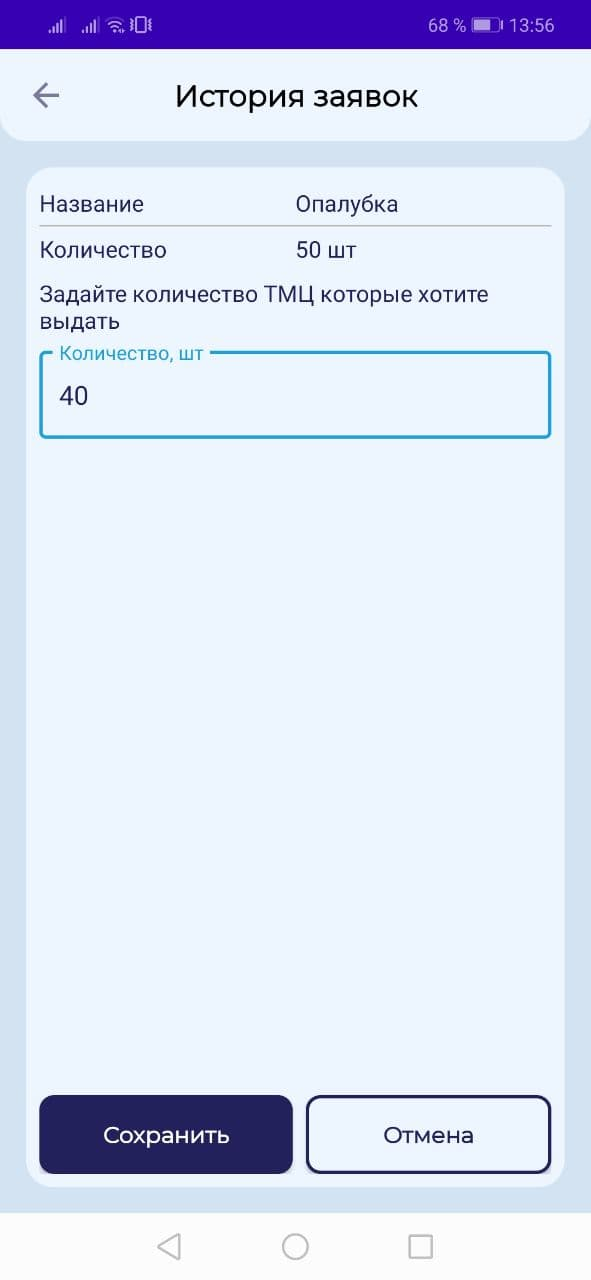 68 % 13:56
История заявок
Название Опалубка
Количество 50 шт
Задайте количество ТМЦ которые хотите
выдать
Количество, шт
40
Сохранить Отмена